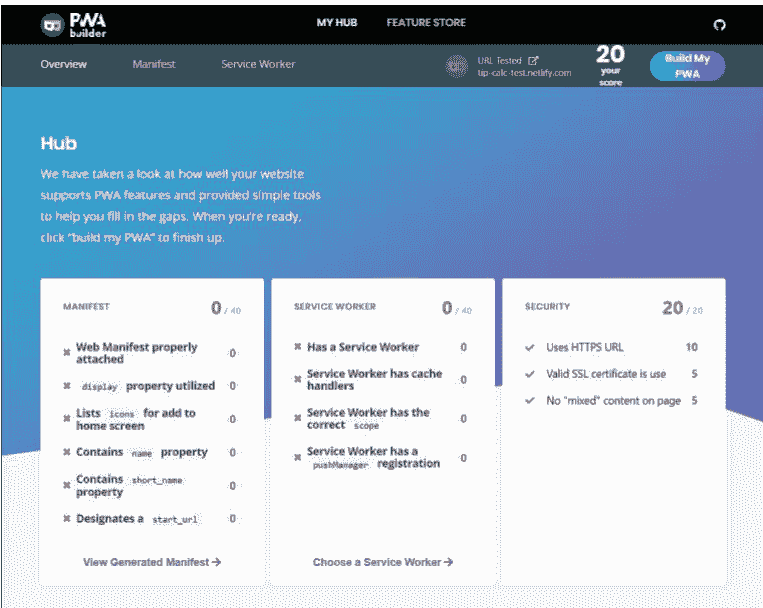 PWA
builder
MY HUB
FEATURE STORE
Overview
Manifest
Service Worker
URL Tested
tip-calc-test.netlify.com
20
your
score
Build My
PWA
Hub
We have taken a look at how well your website
supports PWA features and provided simple tools
to help you fill in the gaps. When you're ready,
click "build my PWA" to finish up.
MANIFEST 0 / 40
Web Manifest properly
attached 0
display property utilized 0
Lists icons for add to
home screen 0
Contains name property 0
Contains short_name
property 0
Designates a start_url 0
View Generated Manifest
SERVICE WORKER 0 / 40
Has a Service Worker 0
Service Worker has cache
handlers 0
Service Worker has the
correct scope 0
Service Worker has a
pushManager registration 0
Choose a Service Worker
SECURITY 20 / 20
Uses HTTPS URL 10
Valid SSL certificate is use 5
No "mixed" content on page 5